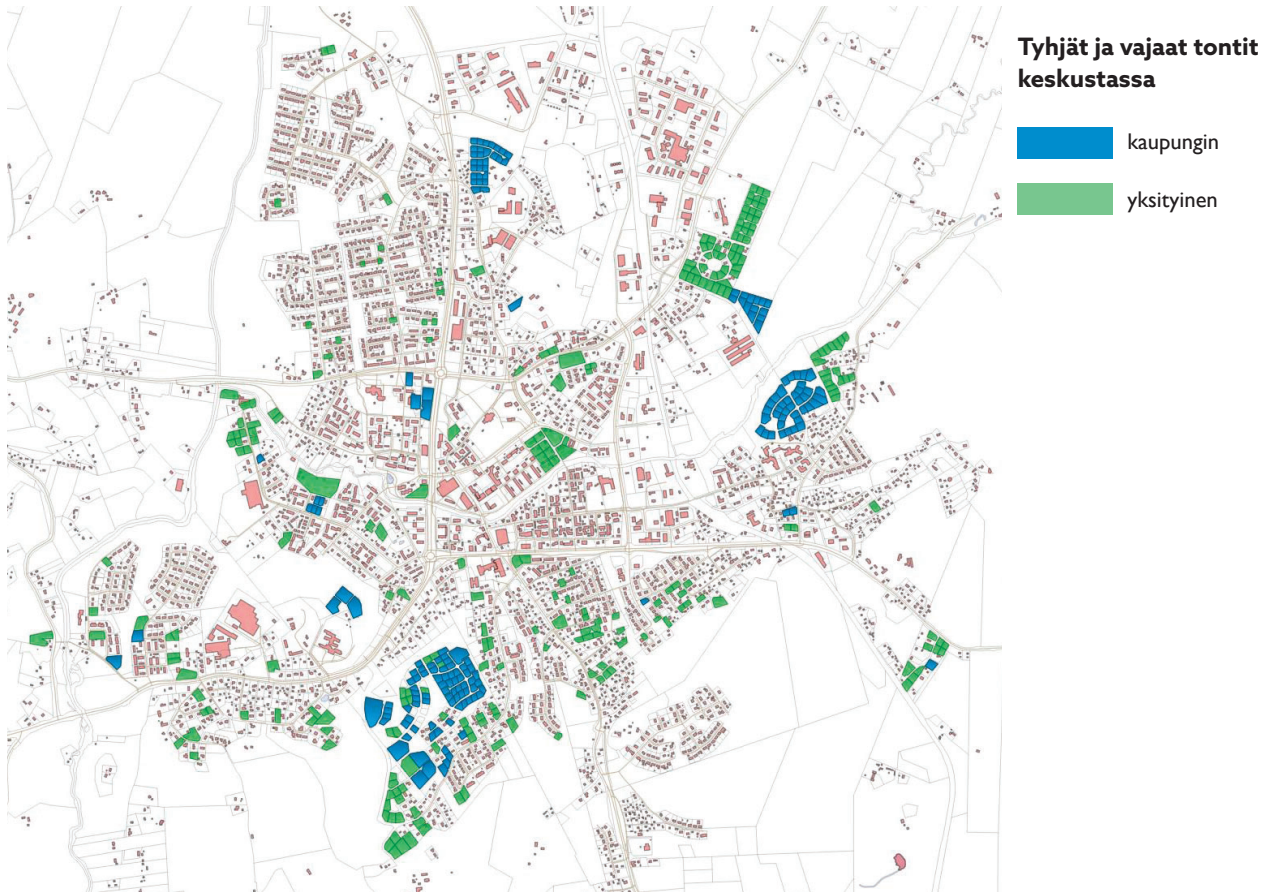 Tyhjät ja vajaat tontit
keskustassa
kaupungin
yksityinen